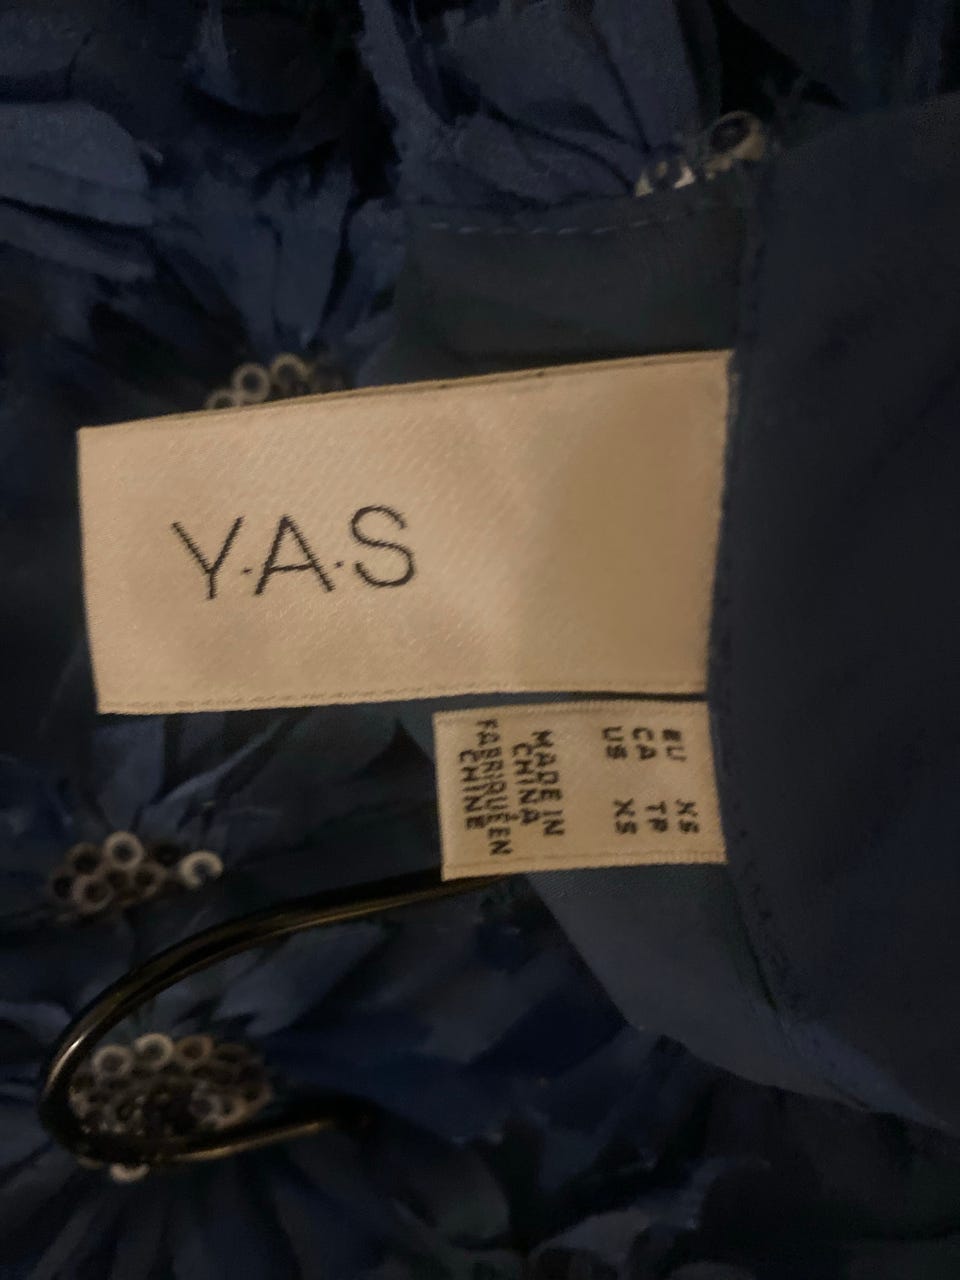 Y.A.S
EU XS
CA TP
US XS
MADE IN
CHINA
FABRIQUÉ EN
CHINE